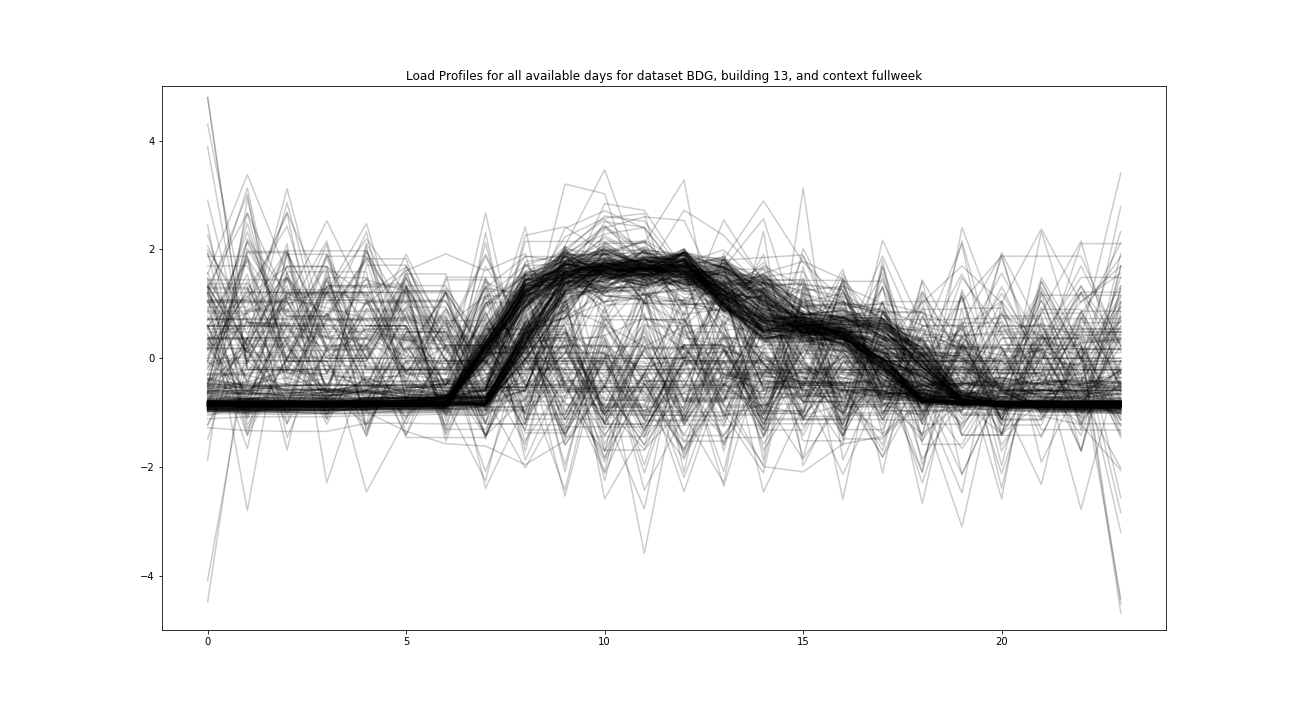 Load Profiles for all available days for dataset BDG, building 13, and context fullweek
4
2
0
−2
−4
0 5 10 15 20